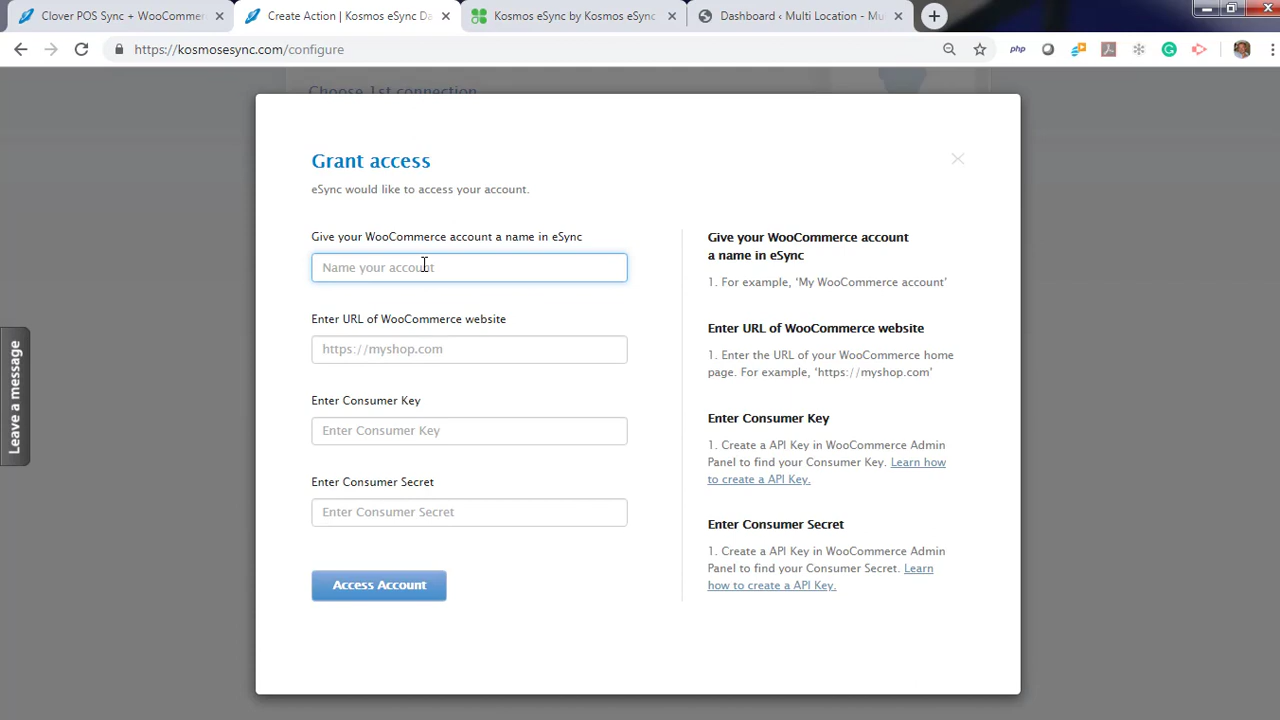 Clover POS Sync + WooCommer
Create Action | Kosmos eSync Da
Kosmos eSync by Kosmos eSync
Dashboard ‹ Multi Location - Mu
https://kosmosesync.com/configure
php
Choose 1st connection
Grant access
eSync would like to access your account.
Give your WooCommerce account a name in eSync
Name your account
Enter URL of WooCommerce website
https://myshop.com
Enter Consumer Key
Enter Consumer Key
Enter Consumer Secret
Enter Consumer Secret
Access Account
Give your WooCommerce account
a name in eSync
1. For example, ‘My WooCommerce account’
Enter URL of WooCommerce website
1. Enter the URL of your WooCommerce home
page. For example, ‘https://myshop.com’
Enter Consumer Key
1. Create a API Key in WooCommerce Admin
Panel to find your Consumer Key. Learn how
to create a API Key.
Enter Consumer Secret
1. Create a API Key in WooCommerce Admin
Panel to find your Consumer Secret. Learn
how to create a API Key.
Leave a message